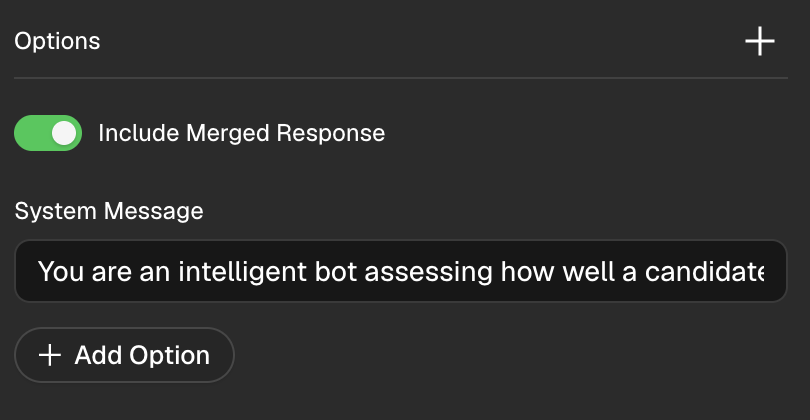 Options
Include Merged Response
System Message
You are an intelligent bot assessing how well a candidate
Add Option